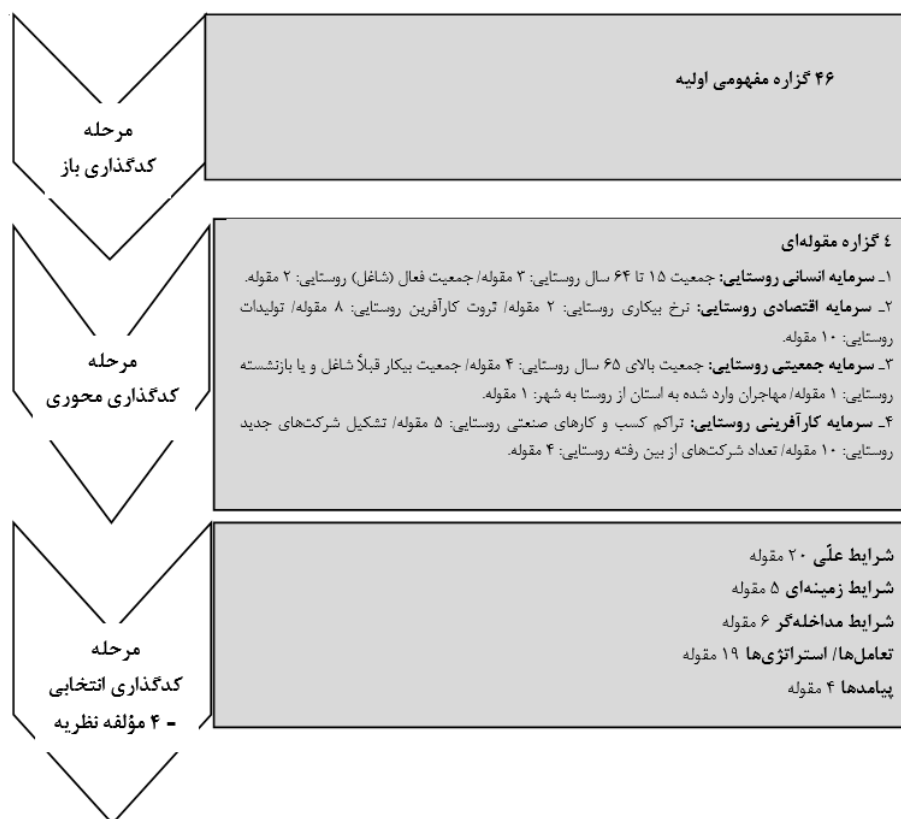 ۴۶ گزاره مفهومی اولیه
مرحله
کدگذاری باز
٤ گزاره مقوله‌ای
۱ـ سرمایه انسانی روستایی: جمعیت ۱۵ تا ۶۴ سال روستایی: ۳ مقوله/ جمعیت فعال (شاغل) روستایی: ۲ مقوله.
۲ـ سرمایه اقتصادی روستایی: نرخ بیکاری روستایی: ۲ مقوله/ ثروت کارآفرین روستایی: ۸ مقوله/ تولیدات
روستایی: ۱۰ مقوله.
۳ـ سرمایه جمعیتی روستایی: جمعیت بالای ۶۵ سال روستایی: ۴ مقوله/ جمعیت بیکار قبلاً شاغل و یا بازنشسته
روستایی: ۱ مقوله/ مهاجران وارد شده به استان از روستا به شهر: ۱ مقوله.
۴ـ سرمایه کارآفرینی روستایی: تراکم کسب و کارهای صنعتی روستایی: ۵ مقوله/ تشکیل شرکت‌های جدید
روستایی: ۱۰ مقوله/ تعداد شرکت‌های از بین رفته روستایی: ۴ مقوله.
مرحله
کدگذاری محوری
شرایط علّی ۲۰ مقوله
شرایط زمینه‌ای ۵ مقوله
شرایط مداخله‌گر ۶ مقوله
تعامل‌ها/ استراتژی‌ها ۱۹ مقوله
پیامدها ۴ مقوله
مرحله
کدگذاری انتخابی
- ۴ مؤلفه نظریه